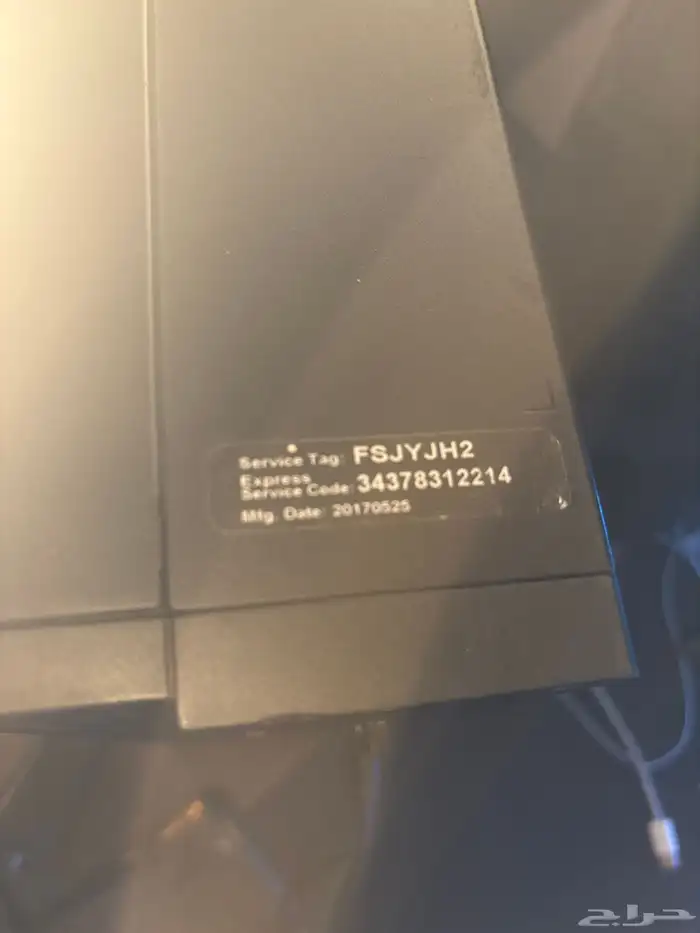 Service Tag: FSJYJH2
Express
Service Code: 34378312214
Mfg. Date: 20170525
حراج